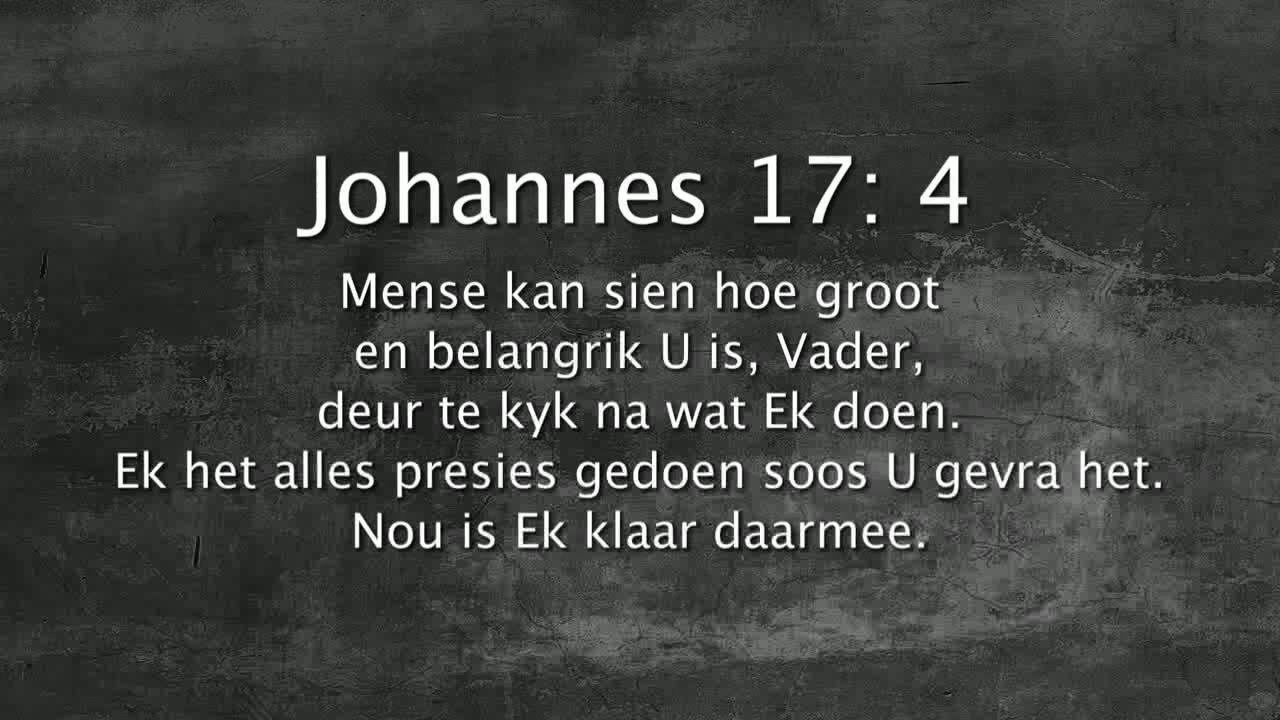 Johannes 17: 4
Mense kan sien hoe groot
en belangrik U is, Vader,
deur te kyk na wat Ek doen.
Ek het alles presies gedoen soos U gevra het.
Nou is Ek klaar daarmee.